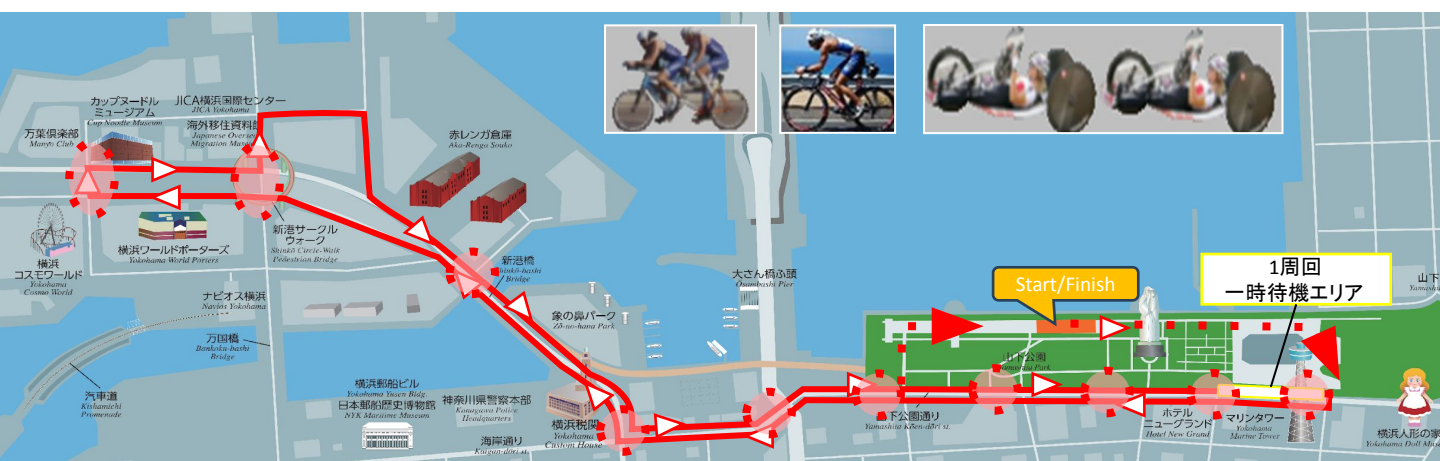 カップヌードル
ミュージアム
Cup Noodle Museum
JICA横浜国際センター
JICA Yokohama
海外移住資料館
Japanese Overseas
Migration Museum
万葉倶楽部
Manyo Club
赤レンガ倉庫
Aka-Renga Souko
横浜
コスモワールド
Yokohama
Cosmo World
横浜ワールドポーターズ
Yokohama World Porters
新港サークル
ウォーク
Shinkō Circle-Walk
Pedestrian Bridge
新港橋
Shinkō-bashi
Bridge
ナビオス横浜
Navios Yokohama
万国橋
Bankoku-bashi
Bridge
汽車道
Kishamichi
Promenade
象の鼻パーク
Zō-no-hana Park
大さん橋ふ頭
Osambashi Pier
Start/Finish
1周回
一時待機エリア
山下
Yamash
山下公園
Yamashita Park
横浜郵船ビル
Yokohama Yusen Bldg.
日本郵船歴史博物館
NYK Maritime Museum
神奈川県警察本部
Kanagawa Police
Headquarters
海岸通り
Kaigan-dōri st.
横浜税関
Yokohama
Custom House
山下公園通り
Yamashita Kōen-dōri st.
ホテル
ニューグランド
Hotel New Grand
マリンタワー
Yokohama
Marine Tower
横浜人形の家
Yokohama Doll Mus